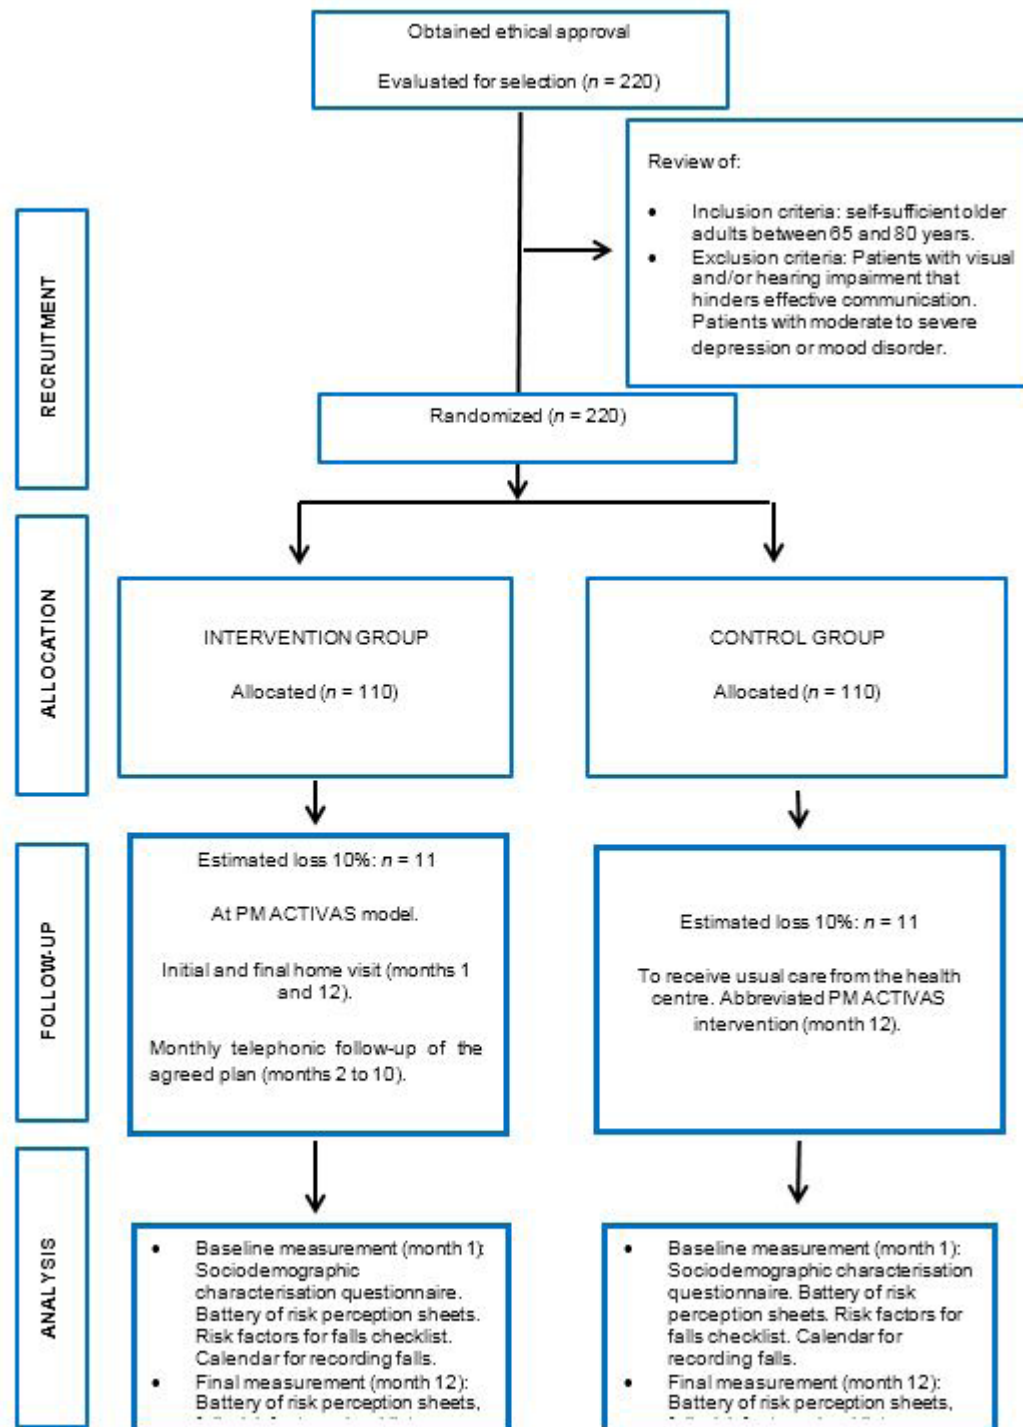 Obtained ethical approval
Evaluated for selection (n = 220)
Review of:
• Inclusion criteria: self-sufficient older
adults between 65 and 80 years.
• Exclusion criteria: Patients with visual
and/or hearing impairment that
hinders effective communication.
Patients with moderate to severe
depression or mood disorder.
RECRUITMENT
Randomized (n = 220)
ALLOCATION
INTERVENTION GROUP
Allocated (n = 110)
CONTROL GROUP
Allocated (n = 110)
FOLLOW-UP
Estimated loss 10%: n = 11
At PM ACTIVAS model.
Initial and final home visit (months 1
and 12).
Monthly telephonic follow-up of the
agreed plan (months 2 to 10).
Estimated loss 10%: n = 11
To receive usual care from the health
centre. Abbreviated PM ACTIVAS
intervention (month 12).
ANALYSIS
• Baseline measurement (month 1):
Sociodemographic
characterisation questionnaire.
Battery of risk perception sheets.
Risk factors for falls checklist.
Calendar for recording falls.
• Final measurement (month 12):
Battery of risk perception sheets,
• Baseline measurement (month 1):
Sociodemographic characterisation
questionnaire. Battery of risk
perception sheets. Risk factors for
falls checklist. Calendar for
recording falls.
• Final measurement (month 12):
Battery of risk perception sheets,